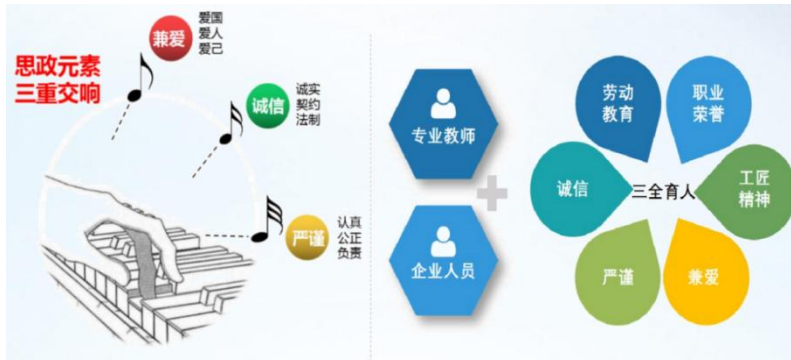 思政元素
三重交响
兼爱
爱国
爱人
爱己
诚信
诚实
契约
法制
严谨
认真
公正
负责
专业教师
企业人员
劳动
教育
职业
荣誉
诚信
三全育人
工匠
精神
严谨
兼爱